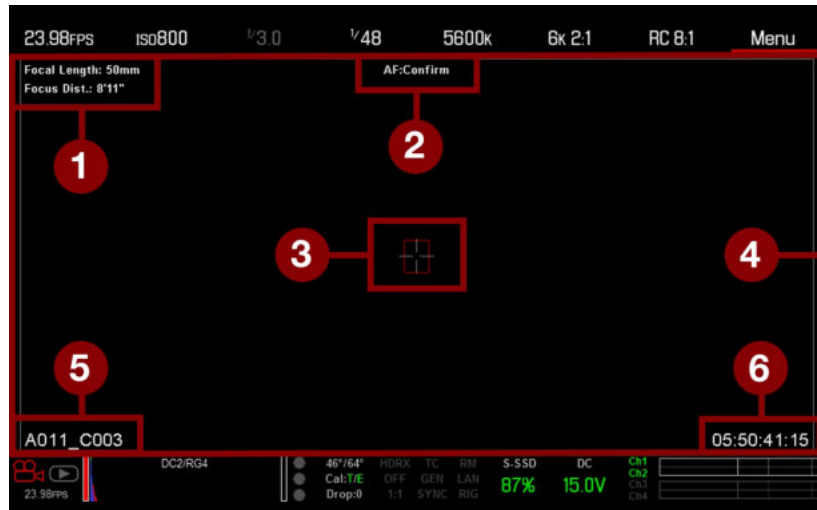 23.98FPS ISO800 1/3.0 1/48 5600K 6K 2:1 RC 8:1 Menu
Focal Length: 50mm
Focus Dist.: 8'11"
AF:Confirm
1
2
3
4
5
6
A011_C003
05:50:41:15
DC2/RG4
46°/64° HDRX TC RM S-SSD DC Ch1
Cal:T/E OFF GEN LAN 87% 15.0V Ch2
23.98FPS Drop:0 1:1 SYNC RIG Ch3
Ch4